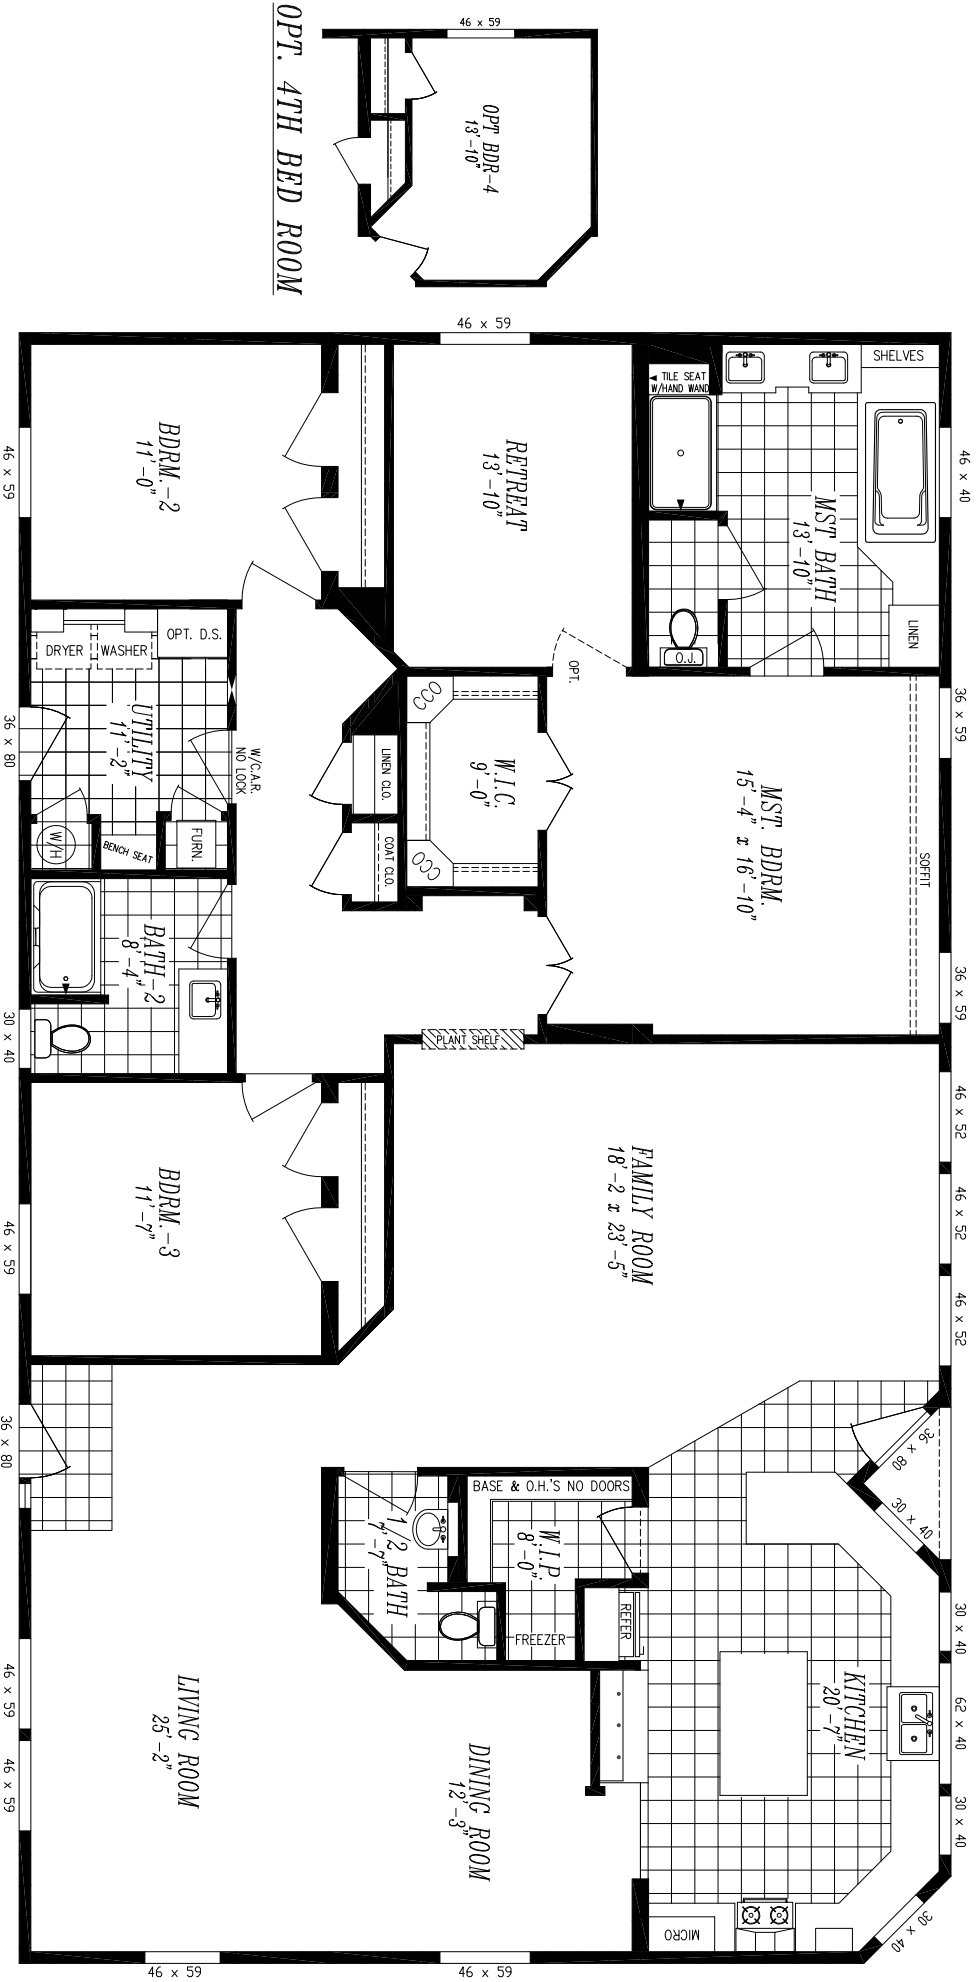 46 x 59
OPT BDR-4
13'-10"
OPT. 4TH BED ROOM
46 x 59
SHELVES
◄ TILE SEAT
W/HAND WAND
46 x 40
46 x 59
BDRM.-2
11'-0"
RETREAT
13'-10"
MST BATH
13'-10"
LINEN
O.J.
OPT.
OPT. D.S.
DRYER
WASHER
UTILITY
11'-2"
36 x 80
W/C.A.R.
NO LOCK
LINEN CLO.
COAT CLO.
W.I.C.
9'-0"
MST. BDRM.
15'-4" x 16'-10"
SOFFIT
36 x 59
W/H
BENCH SEAT
FURN.
BATH-2
8'-4"
30 x 40
36 x 59
PLANT SHELF
BDRM.-3
11'-7"
46 x 59
FAMILY ROOM
18'-2 x 23'-5"
46 x 52
46 x 52
46 x 52
36 x 80
36 x 80
30 x 40
BASE & O.H.'S NO DOORS
1/2 BATH
7'-7"
W.I.P.
8'-0"
FREEZER
REFER
30 x 40
KITCHEN
20'-7"
62 x 40
30 x 40
LIVING ROOM
25'-2"
46 x 59
46 x 59
DINING ROOM
12'-3"
MICRO
30 x 40
46 x 59
46 x 59